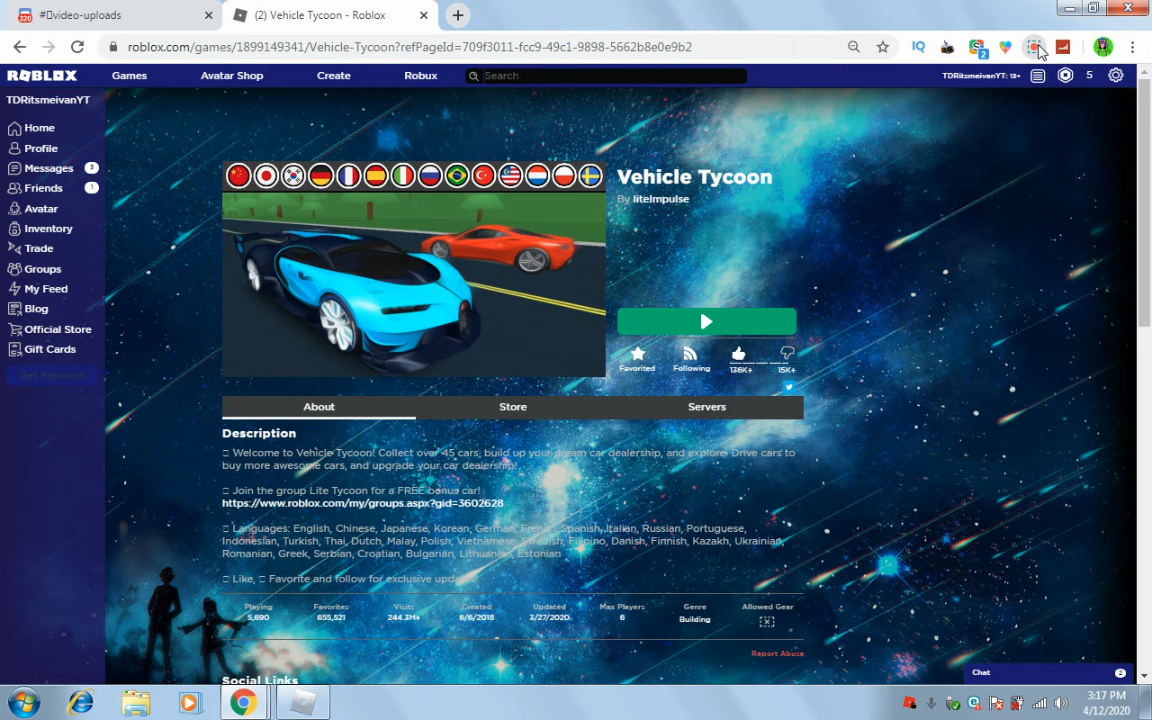 320
#▯video-uploads
(2) Vehicle Tycoon - Roblox
roblox.com/games/1899149341/Vehicle-Tycoon?refPageId=709f3011-fcc9-49c1-9898-5662b8e0e9b2
IQ
2
ROBLOX
Games
Avatar Shop
Create
Robux
Search
TDRitsmeivanYT: 13+
5
TDRitsmeivanYT
Home
Profile
Messages 3
Friends 1
Avatar
Inventory
Trade
Groups
My Feed
Blog
Official Store
Gift Cards
Get Premium
Vehicle Tycoon
By litelmpulse
Favorited
Following
136K+
15K+
About
Store
Servers
Description
▯ Welcome to Vehicle Tycoon! Collect over 45 cars, build up your dream car dealership, and explore! Drive cars to
buy more awesome cars, and upgrade your car dealership!
▯ Join the group Lite Tycoon for a FREE bonus car!
https://www.roblox.com/my/groups.aspx?gid=3602628
▯ Languages: English, Chinese, Japanese, Korean, German, French, Spanish, Italian, Russian, Portuguese,
Indonesian, Turkish, Thai, Dutch, Malay, Polish, Vietnamese, Swedish, Filipino, Danish, Finnish, Kazakh, Ukrainian,
Romanian, Greek, Serbian, Croatian, Bulgarian, Lithuanian, Estonian
▯ Like, ▯ Favorite and follow for exclusive updates!
Playing Favorites Visits Created Updated Max Players Genre Allowed Gear
5,690 655,521 244.3M+ 6/6/2018 3/27/2020 6 Building
Report Abuse
Social Links
Chat 2
3:17 PM
4/12/2020